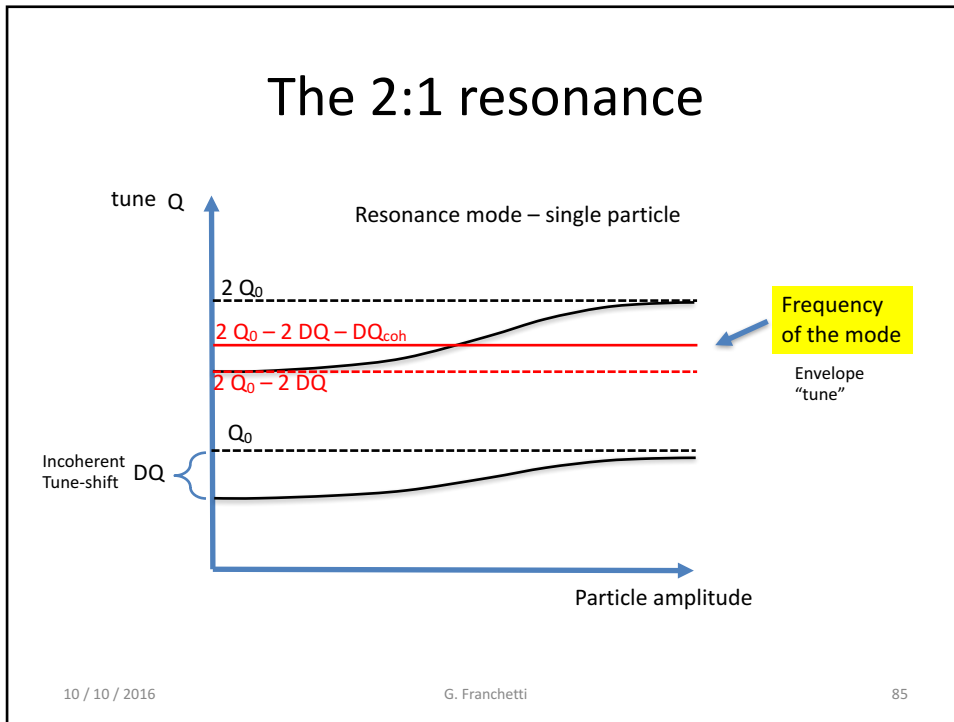 The 2:1 resonance
tune Q
Resonance mode – single particle
2 Q₀
2 Q₀ – 2 DQ – DQcoh
2 Q₀ – 2 DQ
Frequency
of the mode
Envelope
"tune"
Q₀
Incoherent
Tune-shift DQ
Particle amplitude
10 / 10 / 2016 G. Franchetti 85